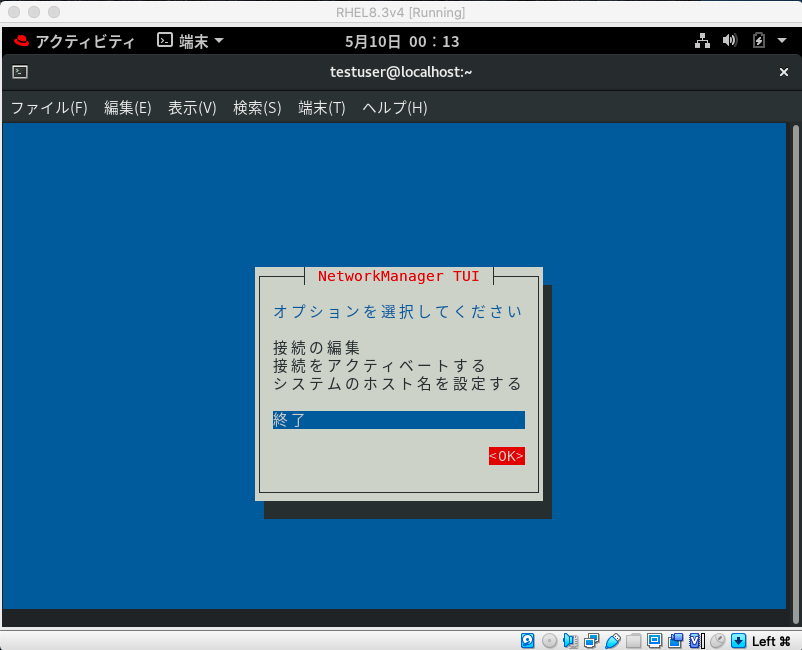 RHEL8.3v4 [Running]
アクティビティ 端末 5月10日 00：13
testuser@localhost:~
ファイル(F) 編集(E) 表示(V) 検索(S) 端末(T) ヘルプ(H)
NetworkManager TUI
オプションを選択してください
接続の編集
接続をアクティベートする
システムのホスト名を設定する
終了
<OK>
Left ⌘